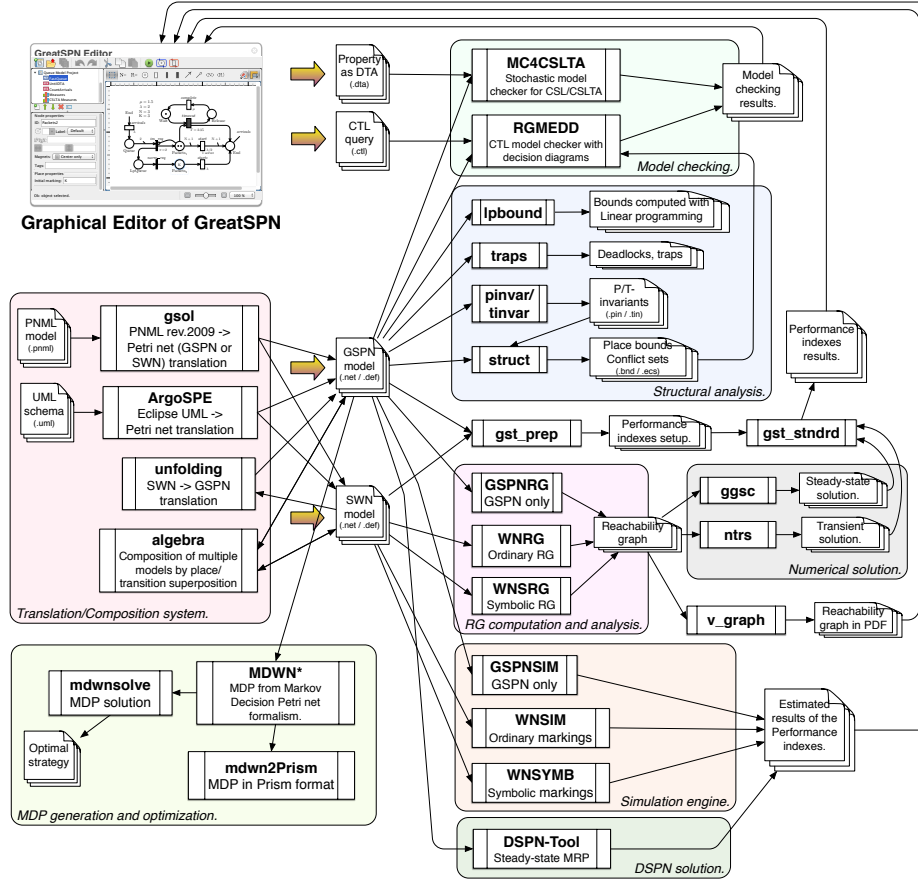 GreatSPN Editor
Graphical Editor of GreatSPN
Property
as DTA
(.dta)
CTL
query
(.ctl)
MC4CSLTA
Stochastic model
checker for CSL/CSLTA
RGMEDD
CTL model checker with
decision diagrams
Model checking.
Model
checking
results.
lpbound
Bounds computed with
Linear programming
traps
Deadlocks, traps
pinvar/
tinvar
P/T-
invariants
(.pin / .tin)
struct
Place bounds
Conflict sets
(.bnd / .ecs)
Structural analysis.
Performance
indexes
results.
PNML
model
(.pnml)
gsol
PNML rev.2009 ->
Petri net (GSPN or
SWN) translation
UML
schema
(.uml)
ArgoSPE
Eclipse UML ->
Petri net translation
unfolding
SWN -> GSPN
translation
algebra
Composition of multiple
models by place/
transition superposition
Translation/Composition system.
GSPN
model
(.net / .def)
SWN
model
(.net / .def)
gst_prep
Performance
indexes setup.
gst_stndrd
GSPNRG
GSPN only
WNRG
Ordinary RG
WNSRG
Symbolic RG
Reachability
graph
RG computation and analysis.
ggsc
Steady-state
solution.
ntrs
Transient
solution.
Numerical solution.
v_graph
Reachability
graph in PDF
mdwnsolve
MDP solution
MDWN*
MDP from Markov
Decision Petri net
formalism.
Optimal
strategy
mdwn2Prism
MDP in Prism format
MDP generation and optimization.
GSPNSIM
GSPN only
WNSIM
Ordinary markings
WNSYMB
Symbolic markings
Simulation engine.
Estimated
results of the
Performance
indexes.
DSPN-Tool
Steady-state MRP
DSPN solution.